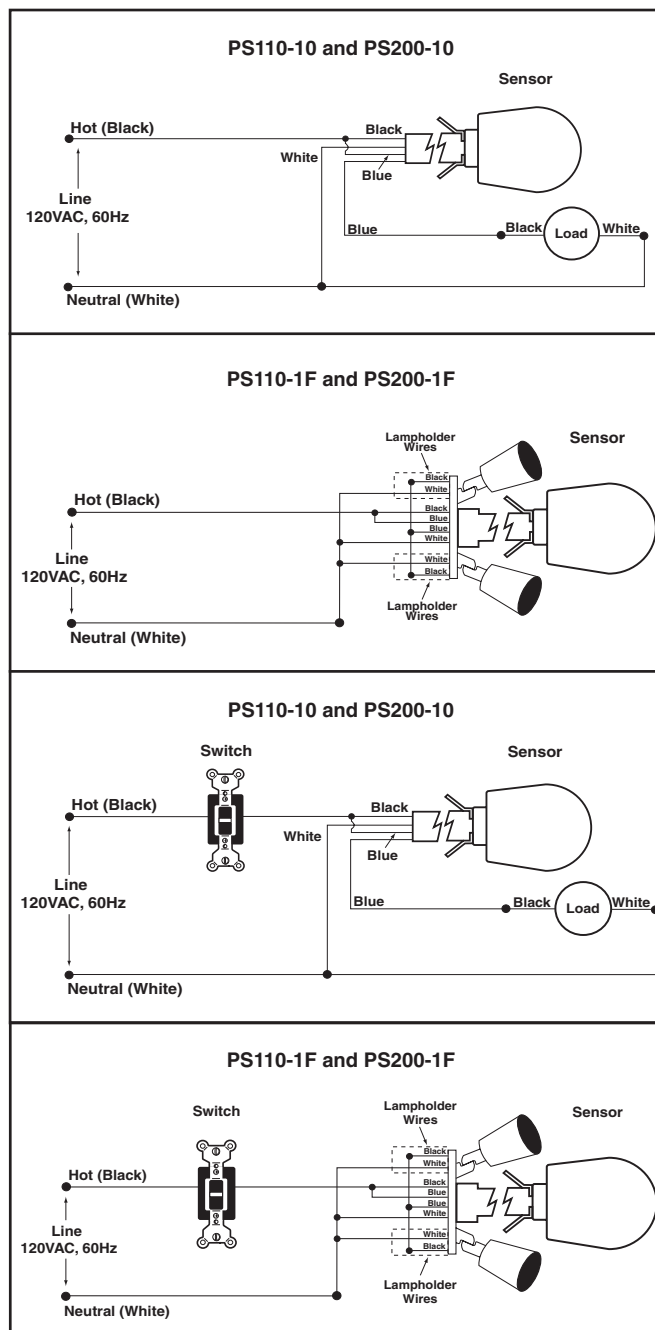 PS110-10 and PS200-10
Sensor
Hot (Black)
Black
White
Blue
Line
120VAC, 60Hz
Blue
Black
Load
White
Neutral (White)
PS110-1F and PS200-1F
Lampholder
Wires
Sensor
Black
White
Hot (Black)
Black
Blue
Blue
White
Line
120VAC, 60Hz
White
Black
Lampholder
Wires
Neutral (White)
PS110-10 and PS200-10
Switch
Sensor
Hot (Black)
Black
White
Blue
Line
120VAC, 60Hz
Blue
Black
Load
White
Neutral (White)
PS110-1F and PS200-1F
Lampholder
Wires
Switch
Sensor
Black
White
Hot (Black)
Black
Blue
Blue
White
Line
120VAC, 60Hz
White
Black
Lampholder
Wires
Neutral (White)